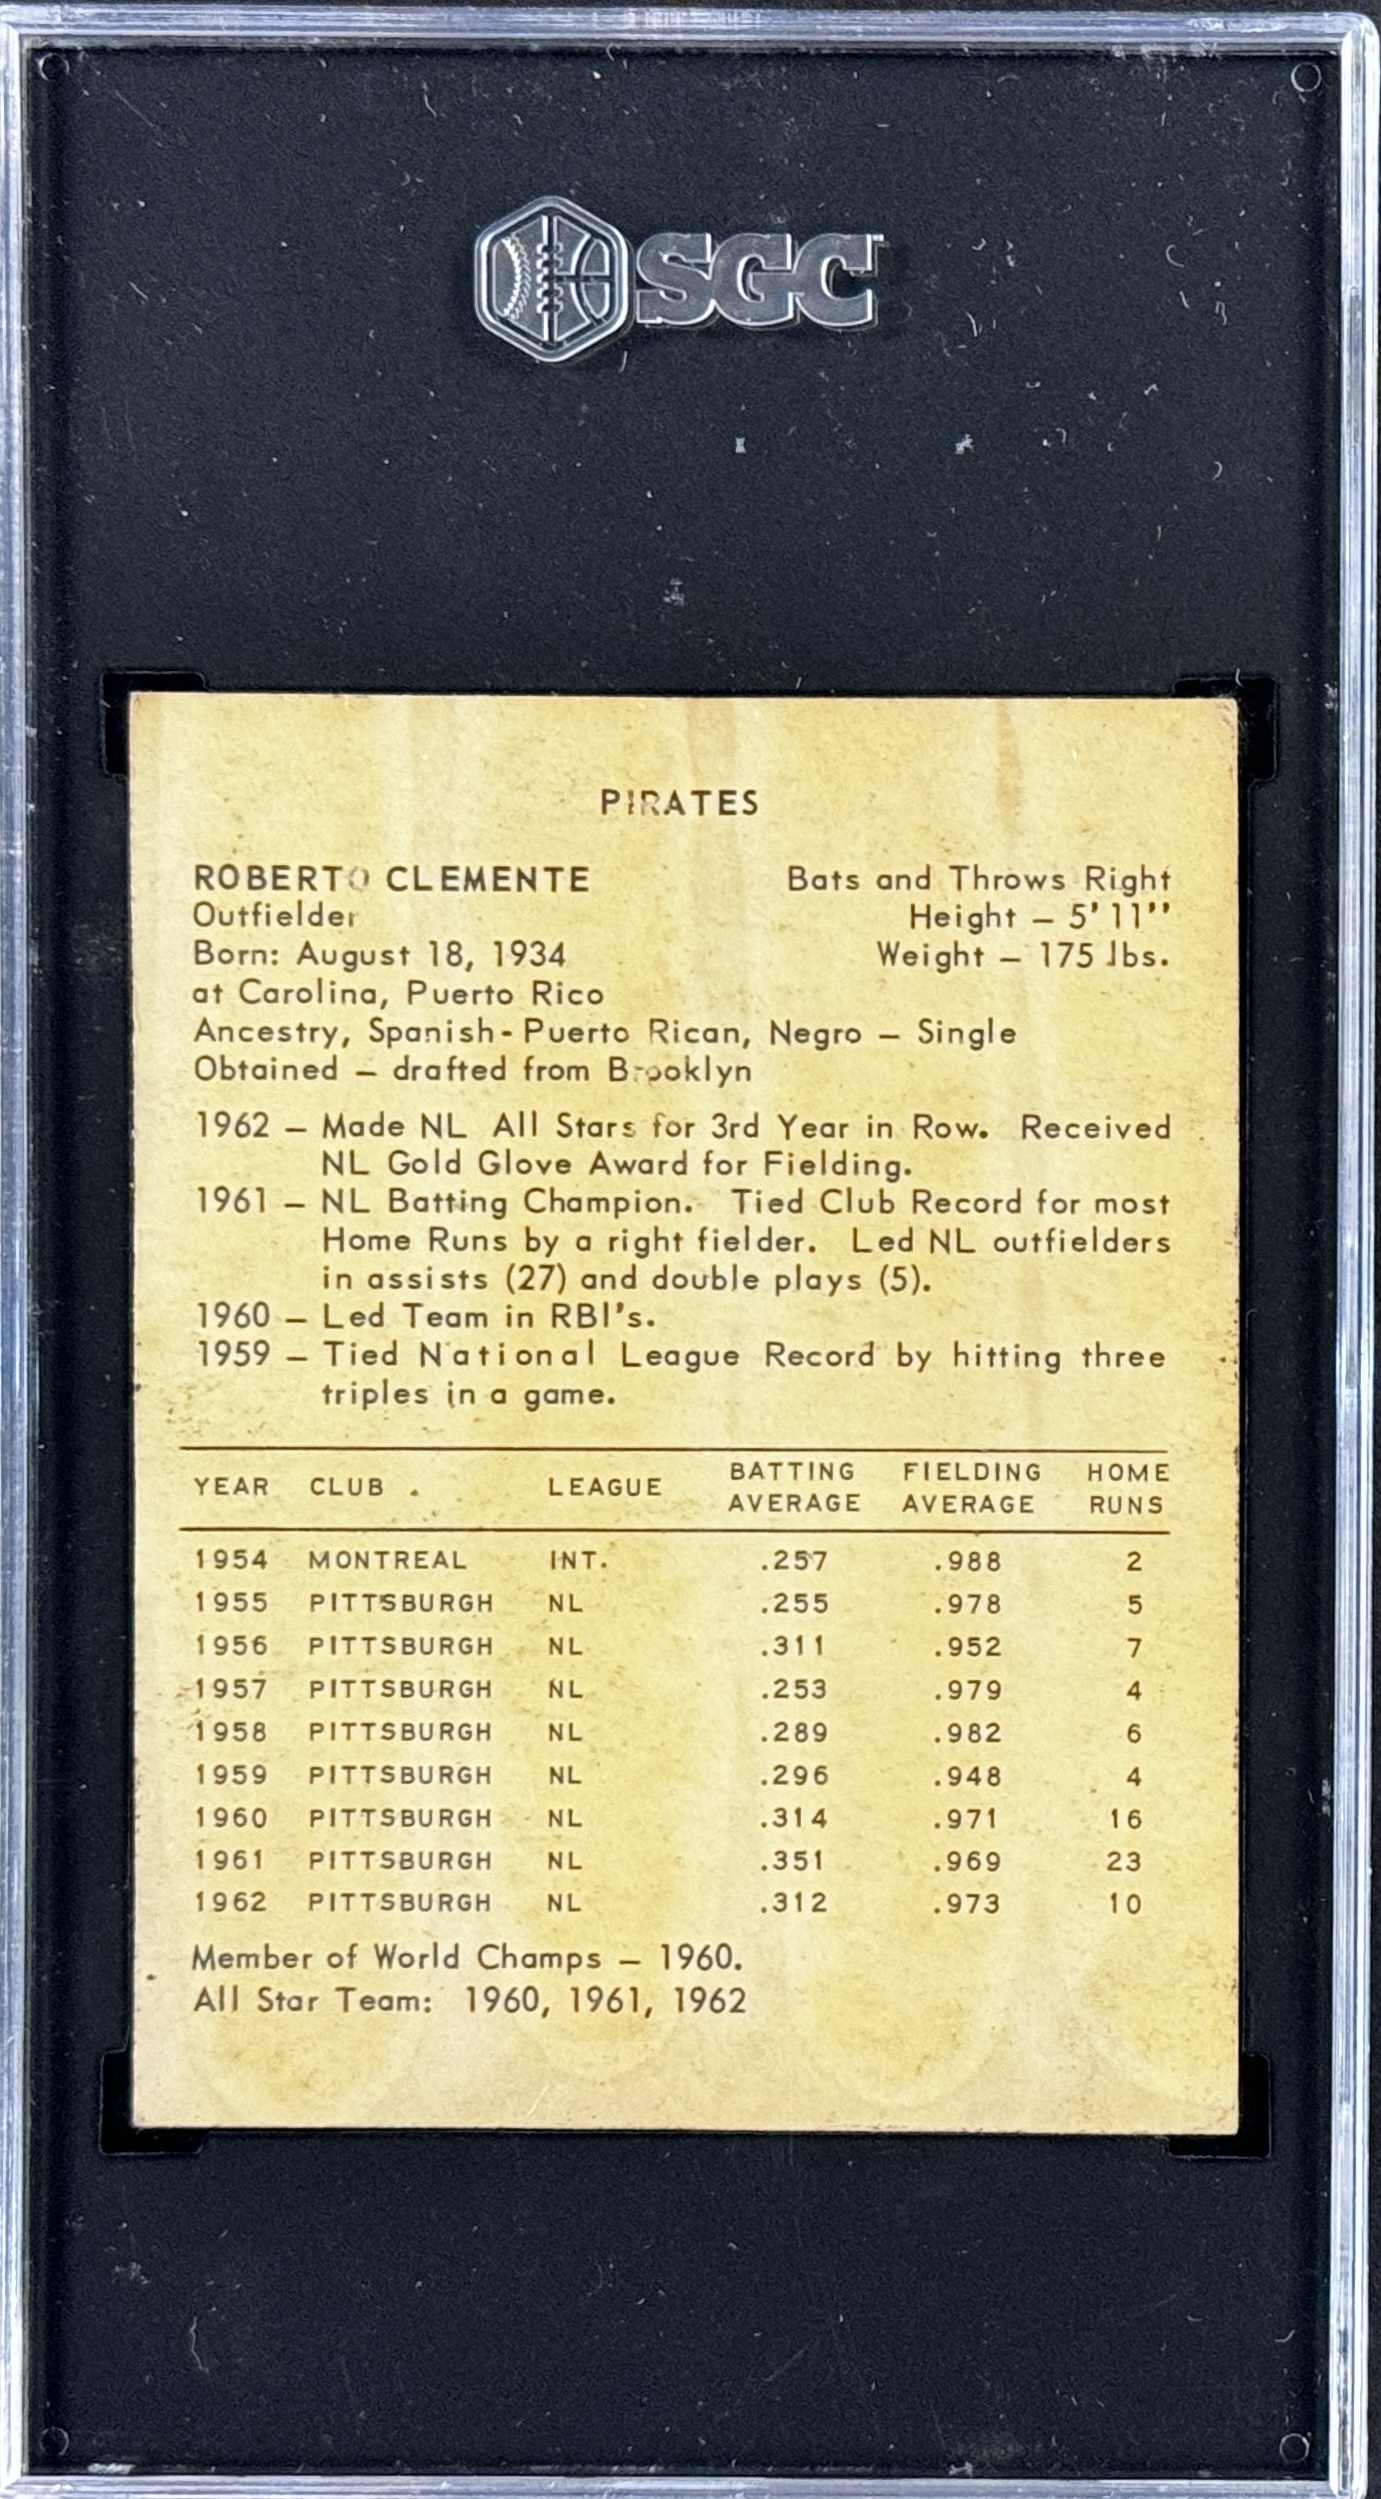 SGC
PIRATES
ROBERTO CLEMENTE Bats and Throws Right
Outfielder Height – 5' 11''
Born: August 18, 1934 Weight – 175 lbs.
at Carolina, Puerto Rico
Ancestry, Spanish-Puerto Rican, Negro – Single
Obtained – drafted from Brooklyn
1962 – Made NL All Stars for 3rd Year in Row. Received
NL Gold Glove Award for Fielding.
1961 – NL Batting Champion. Tied Club Record for most
Home Runs by a right fielder. Led NL outfielders
in assists (27) and double plays (5).
1960 – Led Team in RBI's.
1959 – Tied National League Record by hitting three
triples in a game.
YEAR CLUB LEAGUE BATTING AVERAGE FIELDING AVERAGE HOME RUNS
1954 MONTREAL INT. .257 .988 2
1955 PITTSBURGH NL .255 .978 5
1956 PITTSBURGH NL .311 .952 7
1957 PITTSBURGH NL .253 .979 4
1958 PITTSBURGH NL .289 .982 6
1959 PITTSBURGH NL .296 .948 4
1960 PITTSBURGH NL .314 .971 16
1961 PITTSBURGH NL .351 .969 23
1962 PITTSBURGH NL .312 .973 10
Member of World Champs – 1960.
All Star Team: 1960, 1961, 1962